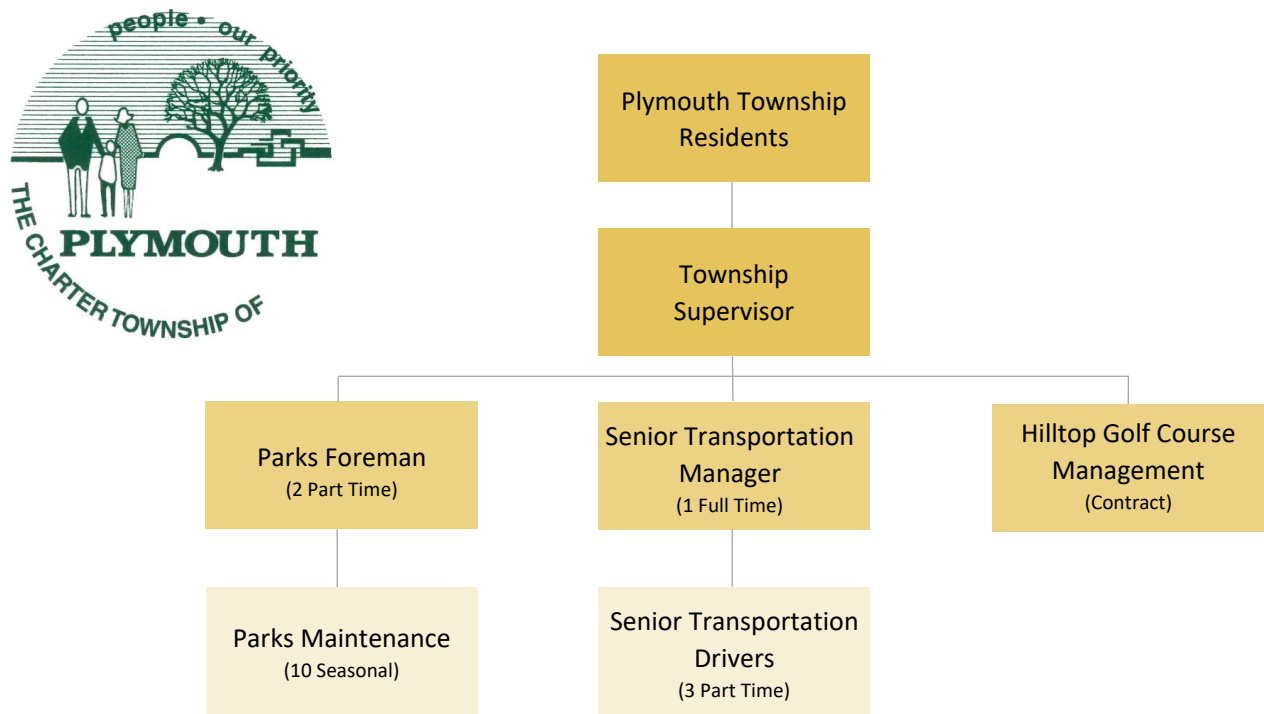 people • our priority
PLYMOUTH
THE CHARTER TOWNSHIP OF
Plymouth Township
Residents
Township
Supervisor
Parks Foreman
(2 Part Time)
Senior Transportation
Manager
(1 Full Time)
Hilltop Golf Course
Management
(Contract)
Parks Maintenance
(10 Seasonal)
Senior Transportation
Drivers
(3 Part Time)